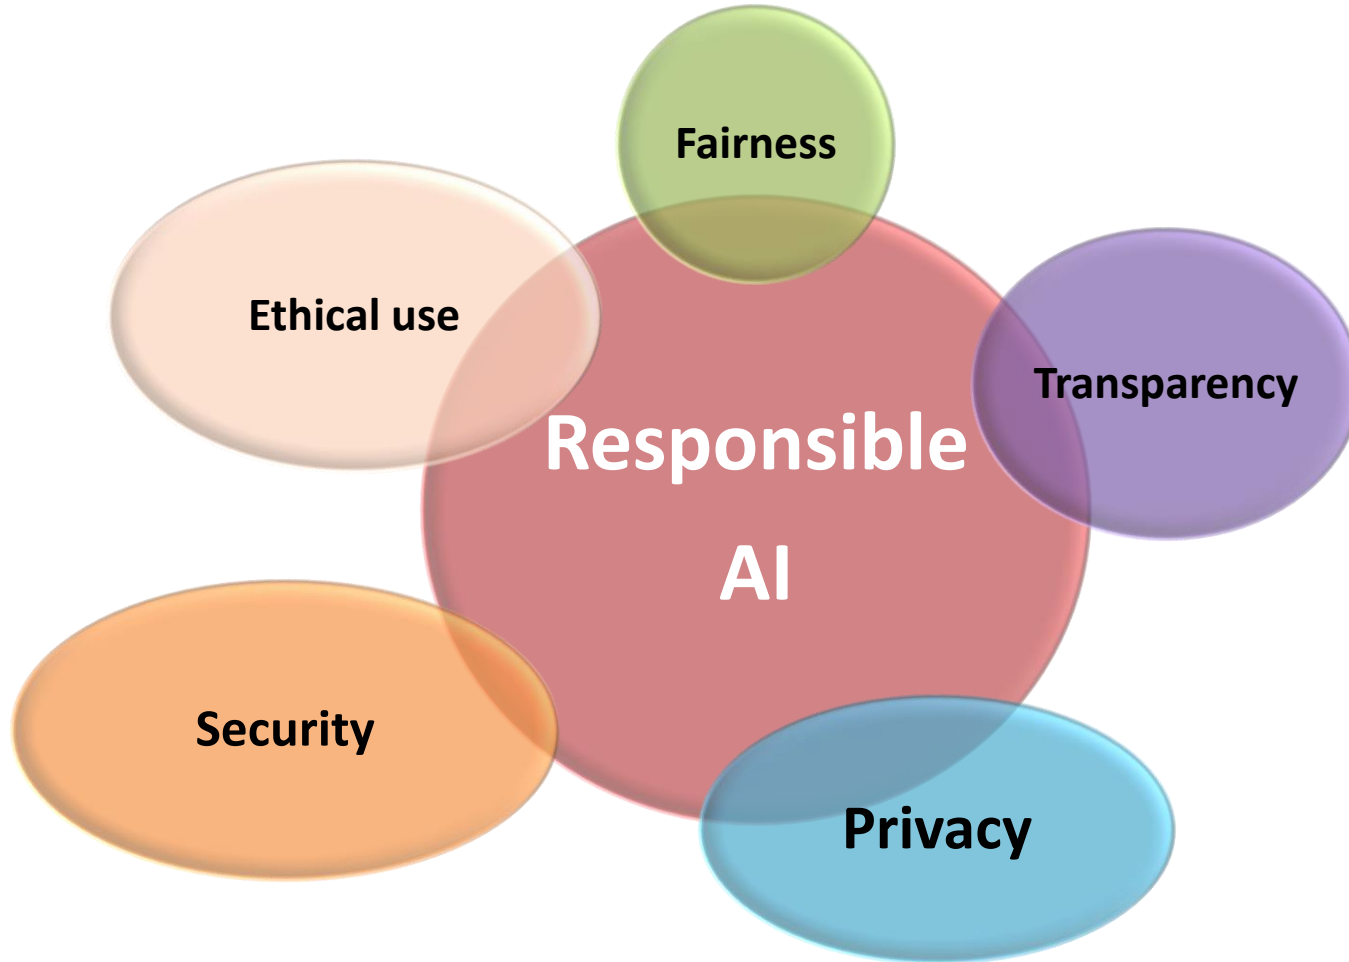 Fairness
Ethical use
Transparency
Responsible
AI
Security
Privacy